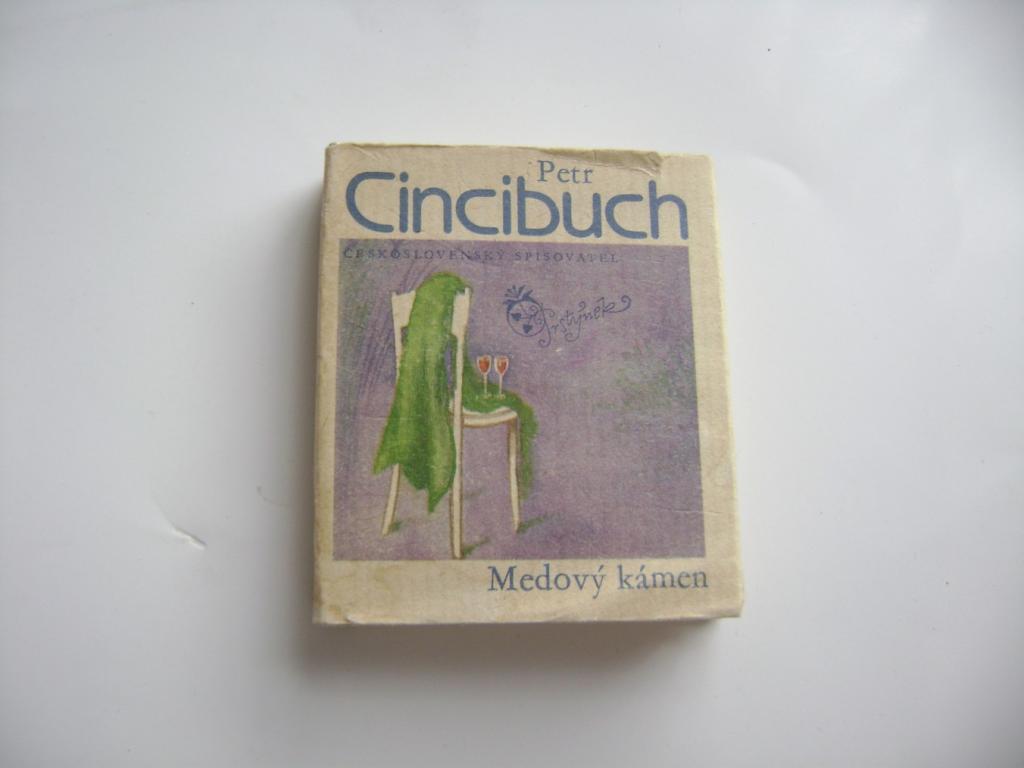 Petr
Cincibuch
ČESKOSLOVENSKÝ SPISOVATEL
Prstýnek
Medový kámen